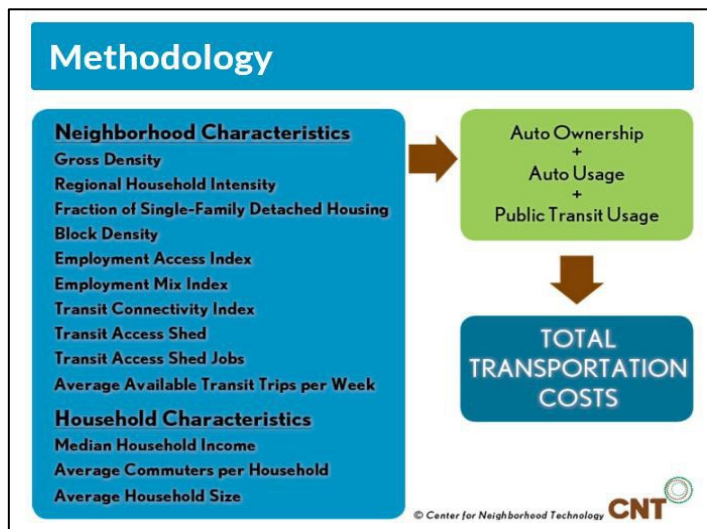 Methodology
Neighborhood Characteristics
Gross Density
Regional Household Intensity
Fraction of Single-Family Detached Housing
Block Density
Employment Access Index
Employment Mix Index
Transit Connectivity Index
Transit Access Shed
Transit Access Shed Jobs
Average Available Transit Trips per Week
Household Characteristics
Median Household Income
Average Commuters per Household
Average Household Size
Auto Ownership
+
Auto Usage
+
Public Transit Usage
TOTAL
TRANSPORTATION
COSTS
© Center for Neighborhood Technology CNT